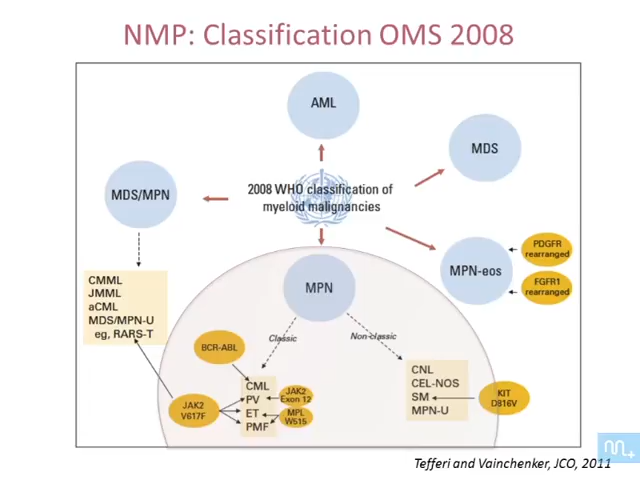 NMP: Classification OMS 2008
AML
MDS
MDS/MPN
2008 WHO classification of
myeloid malignancies
PDGFR
rearranged
MPN-eos
FGFR1
rearranged
CMML
JMML
aCML
MDS/MPN-U
eg, RARS-T
MPN
Classic
Non-classic
BCR-ABL
CML
PV
ET
PMF
JAK2
V617F
JAK2
Exon 12
MPL
W515
CNL
CEL-NOS
SM
MPN-U
KIT
D816V
Tefferi and Vainchenker, JCO, 2011